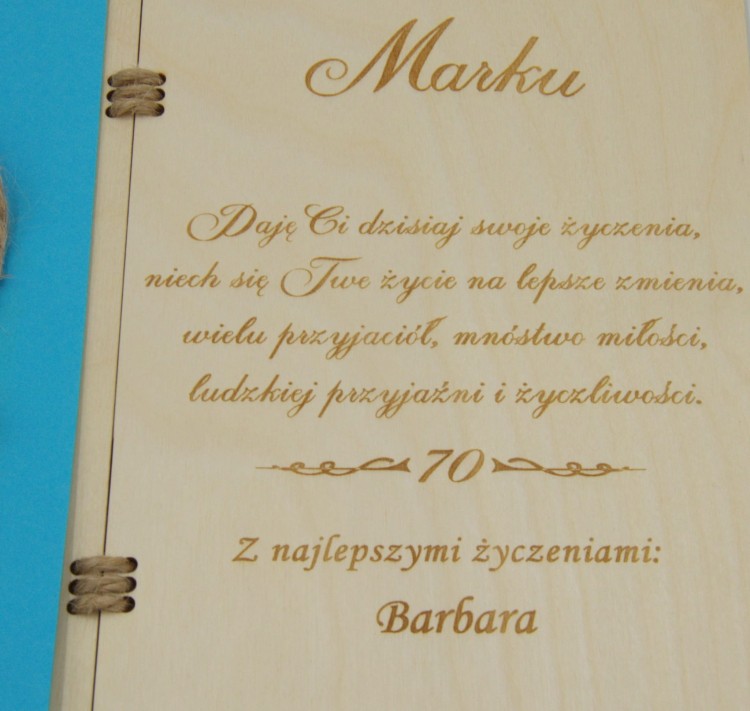 Marku
Daję Ci dzisiaj swoje życzenia,
niech się Twe życie na lepsze zmienia,
wielu przyjaciół, mnóstwo miłości,
ludzkiej przyjaźni i życzliwości.
70
Z najlepszymi życzeniami:
Barbara